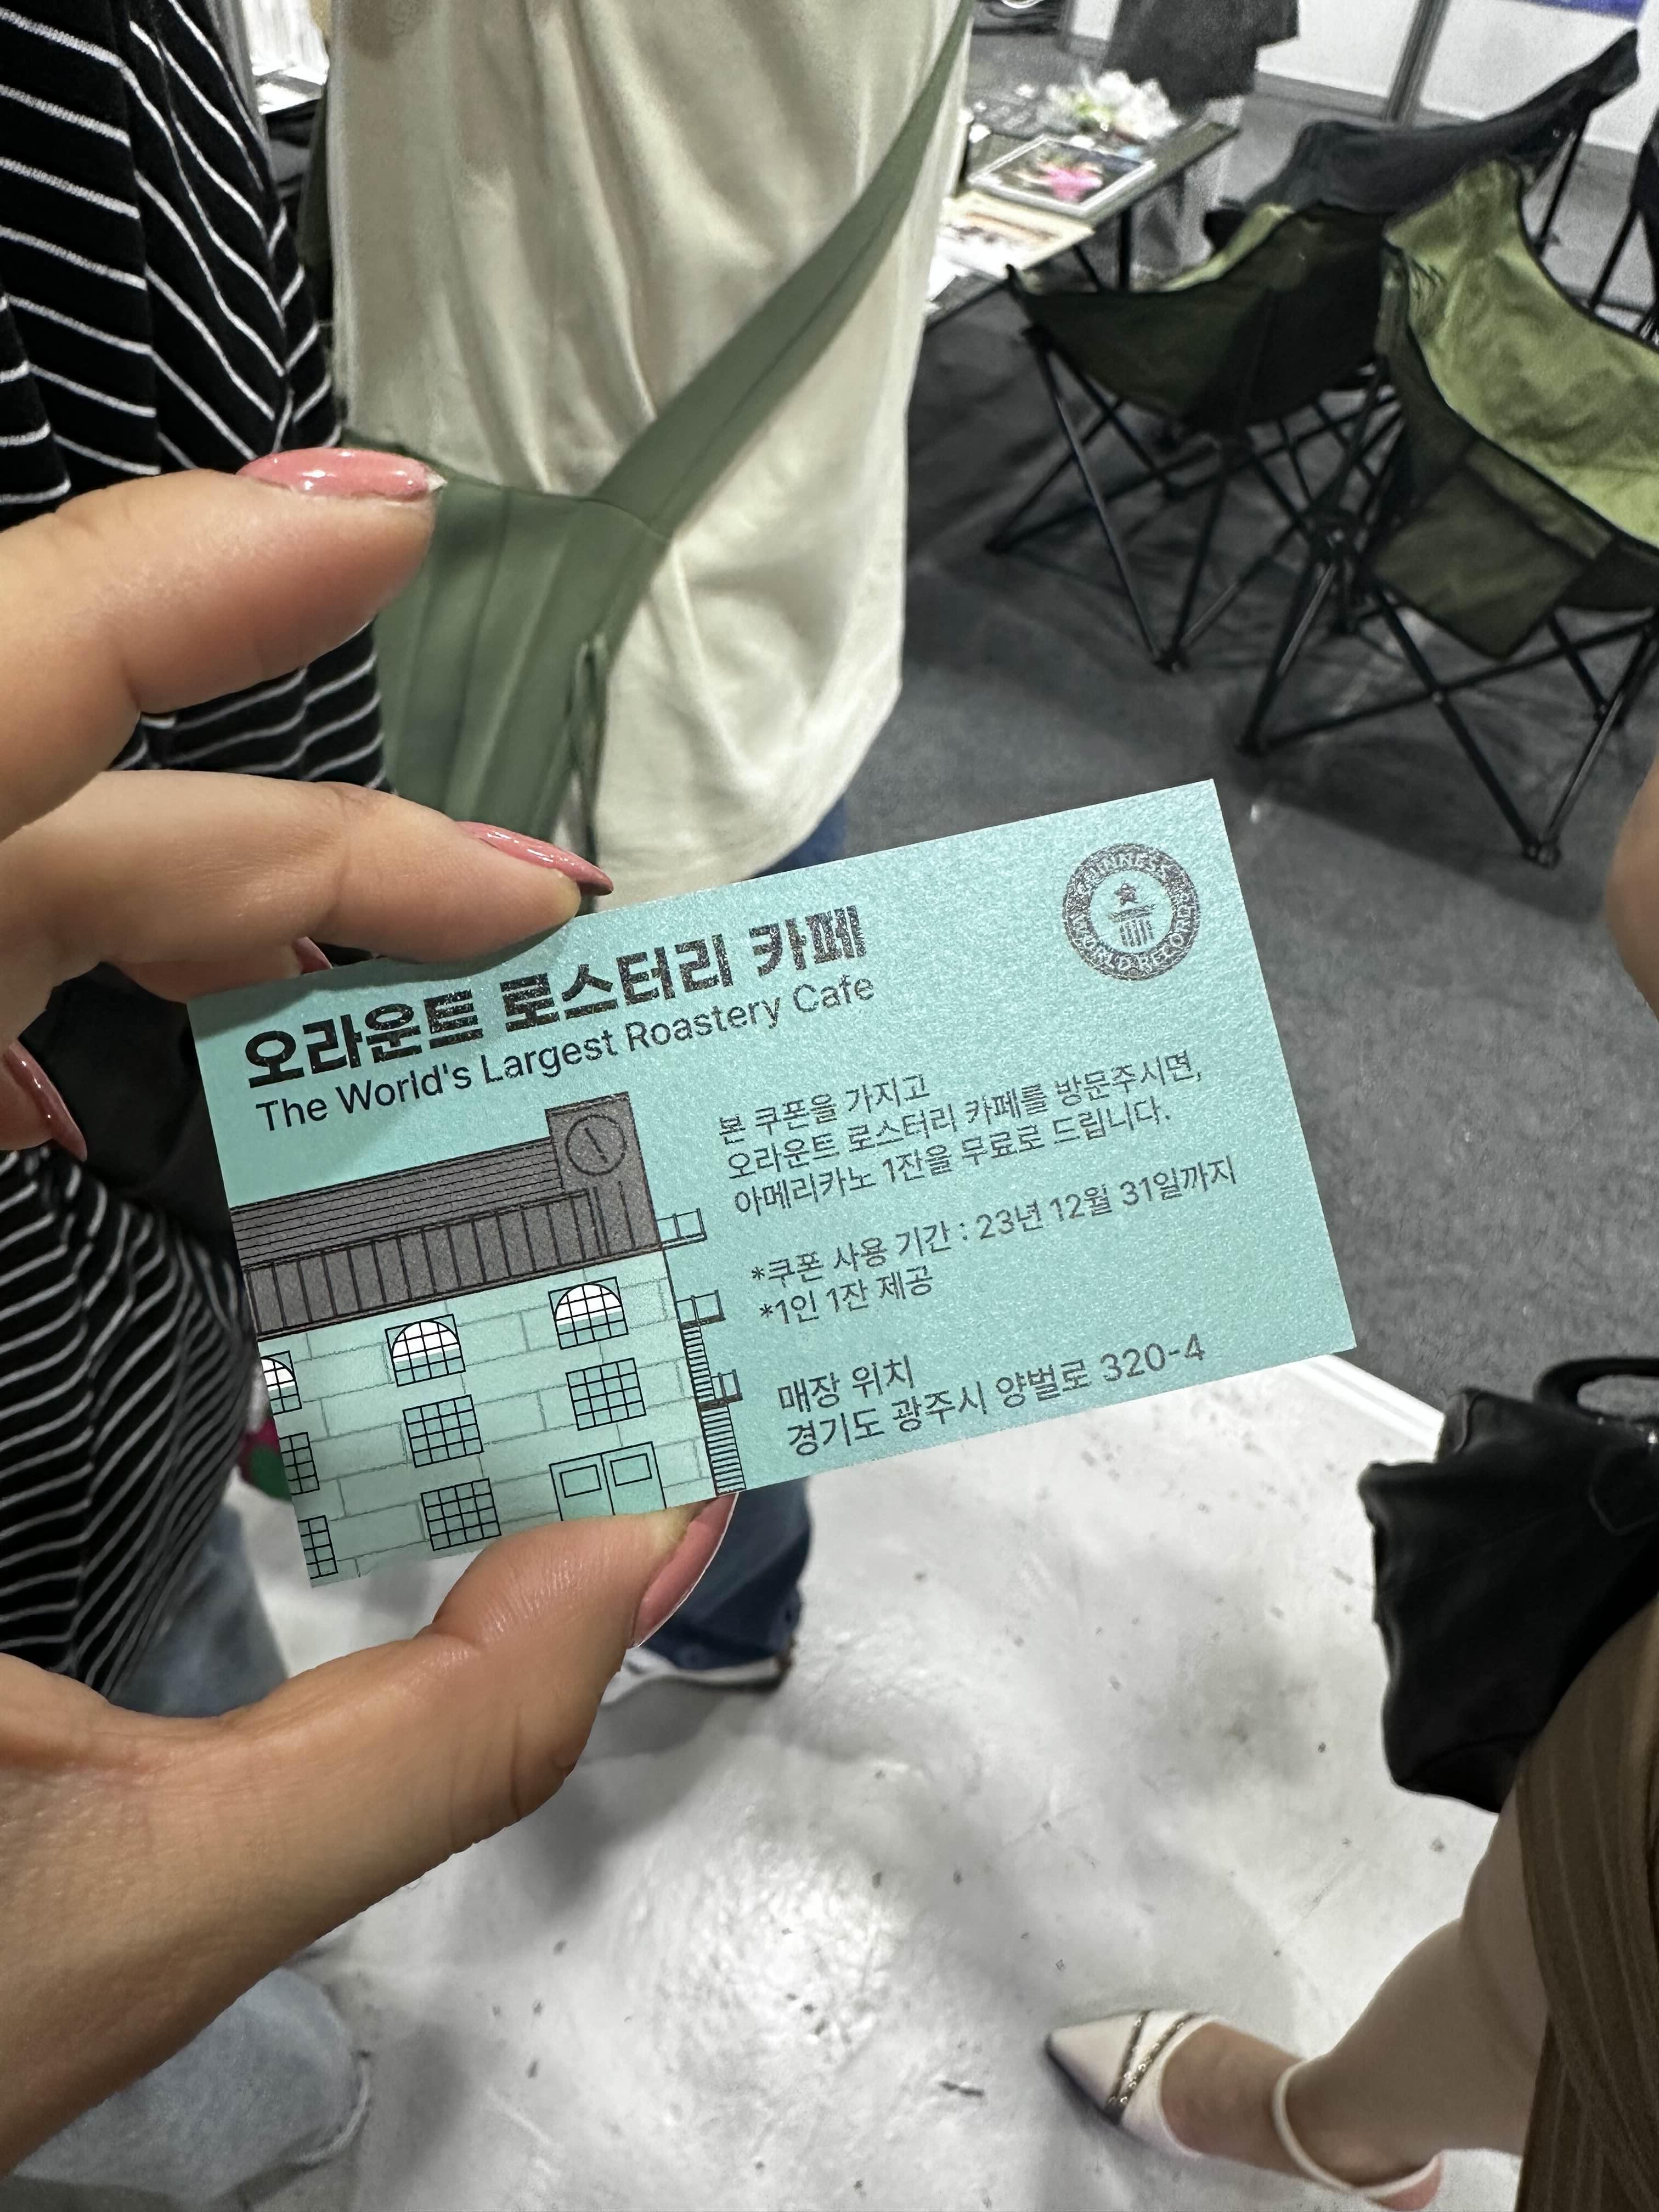 오라운트 로스터리 카페
The World's Largest Roastery Cafe
GUINNESS WORLD RECORDS
본 쿠폰을 가지고
오라운트 로스터리 카페를 방문주시면,
아메리카노 1잔을 무료로 드립니다.
*쿠폰 사용 기간 : 23년 12월 31일까지
*1인 1잔 제공
매장 위치
경기도 광주시 양벌로 320-4